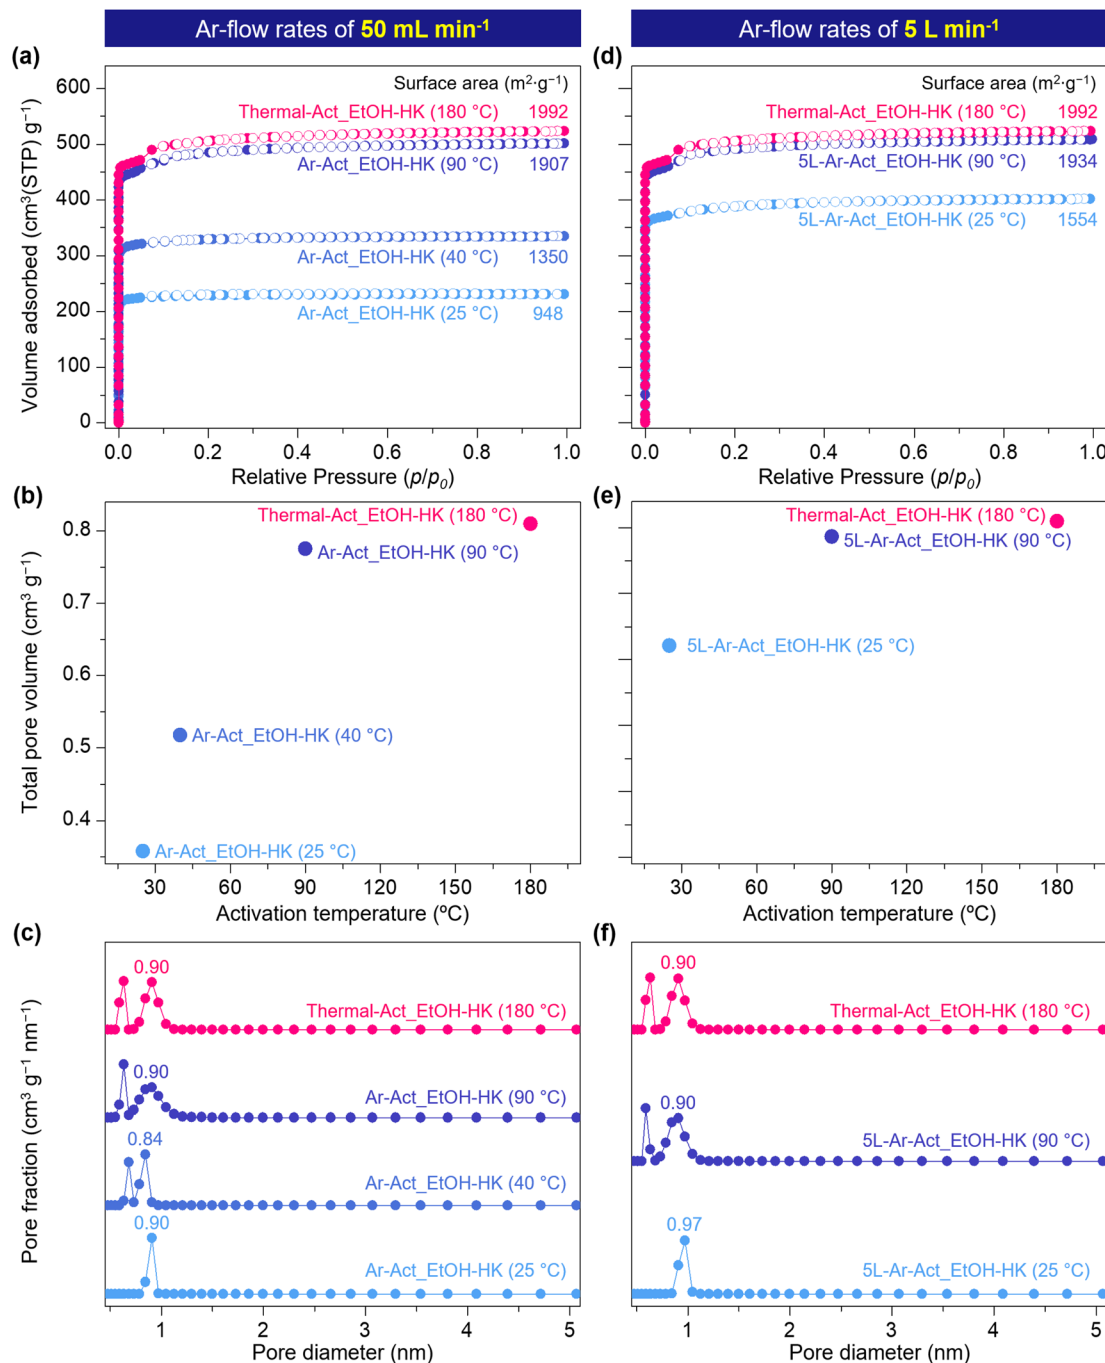 Ar-flow rates of 50 mL min⁻¹
(a)
Surface area (m²·g⁻¹)
Thermal-Act_EtOH-HK (180 °C) 1992
Ar-Act_EtOH-HK (90 °C) 1907
Ar-Act_EtOH-HK (40 °C) 1350
Ar-Act_EtOH-HK (25 °C) 948
Volume adsorbed (cm³(STP) g⁻¹)
600
500
400
300
200
100
0
0.0 0.2 0.4 0.6 0.8 1.0
Relative Pressure (p/p₀)
Ar-flow rates of 5 L min⁻¹
(d)
Surface area (m²·g⁻¹)
Thermal-Act_EtOH-HK (180 °C) 1992
5L-Ar-Act_EtOH-HK (90 °C) 1934
5L-Ar-Act_EtOH-HK (25 °C) 1554
0.0 0.2 0.4 0.6 0.8 1.0
Relative Pressure (p/p₀)
(b)
Thermal-Act_EtOH-HK (180 °C)
Ar-Act_EtOH-HK (90 °C)
Ar-Act_EtOH-HK (40 °C)
Ar-Act_EtOH-HK (25 °C)
Total pore volume (cm³ g⁻¹)
0.8
0.7
0.6
0.5
0.4
30 60 90 120 150 180
Activation temperature (ºC)
(e)
Thermal-Act_EtOH-HK (180 °C)
5L-Ar-Act_EtOH-HK (90 °C)
5L-Ar-Act_EtOH-HK (25 °C)
30 60 90 120 150 180
Activation temperature (ºC)
(c)
0.90
Thermal-Act_EtOH-HK (180 °C)
0.90
Ar-Act_EtOH-HK (90 °C)
0.84
Ar-Act_EtOH-HK (40 °C)
0.90
Ar-Act_EtOH-HK (25 °C)
Pore fraction (cm³ g⁻¹ nm⁻¹)
1 2 3 4 5
Pore diameter (nm)
(f)
0.90
Thermal-Act_EtOH-HK (180 °C)
0.90
5L-Ar-Act_EtOH-HK (90 °C)
0.97
5L-Ar-Act_EtOH-HK (25 °C)
1 2 3 4 5
Pore diameter (nm)